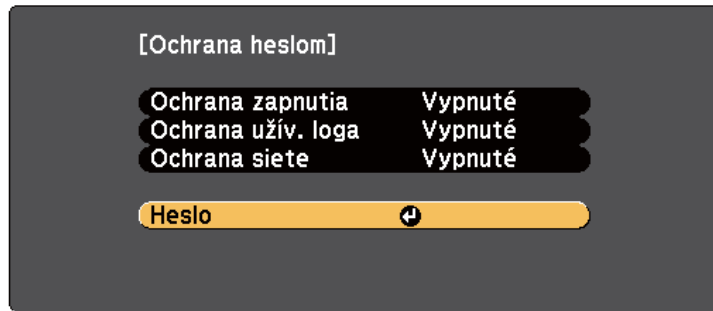 [Ochrana heslom]
Ochrana zapnutia Vypnuté
Ochrana užív. loga Vypnuté
Ochrana siete Vypnuté
Heslo